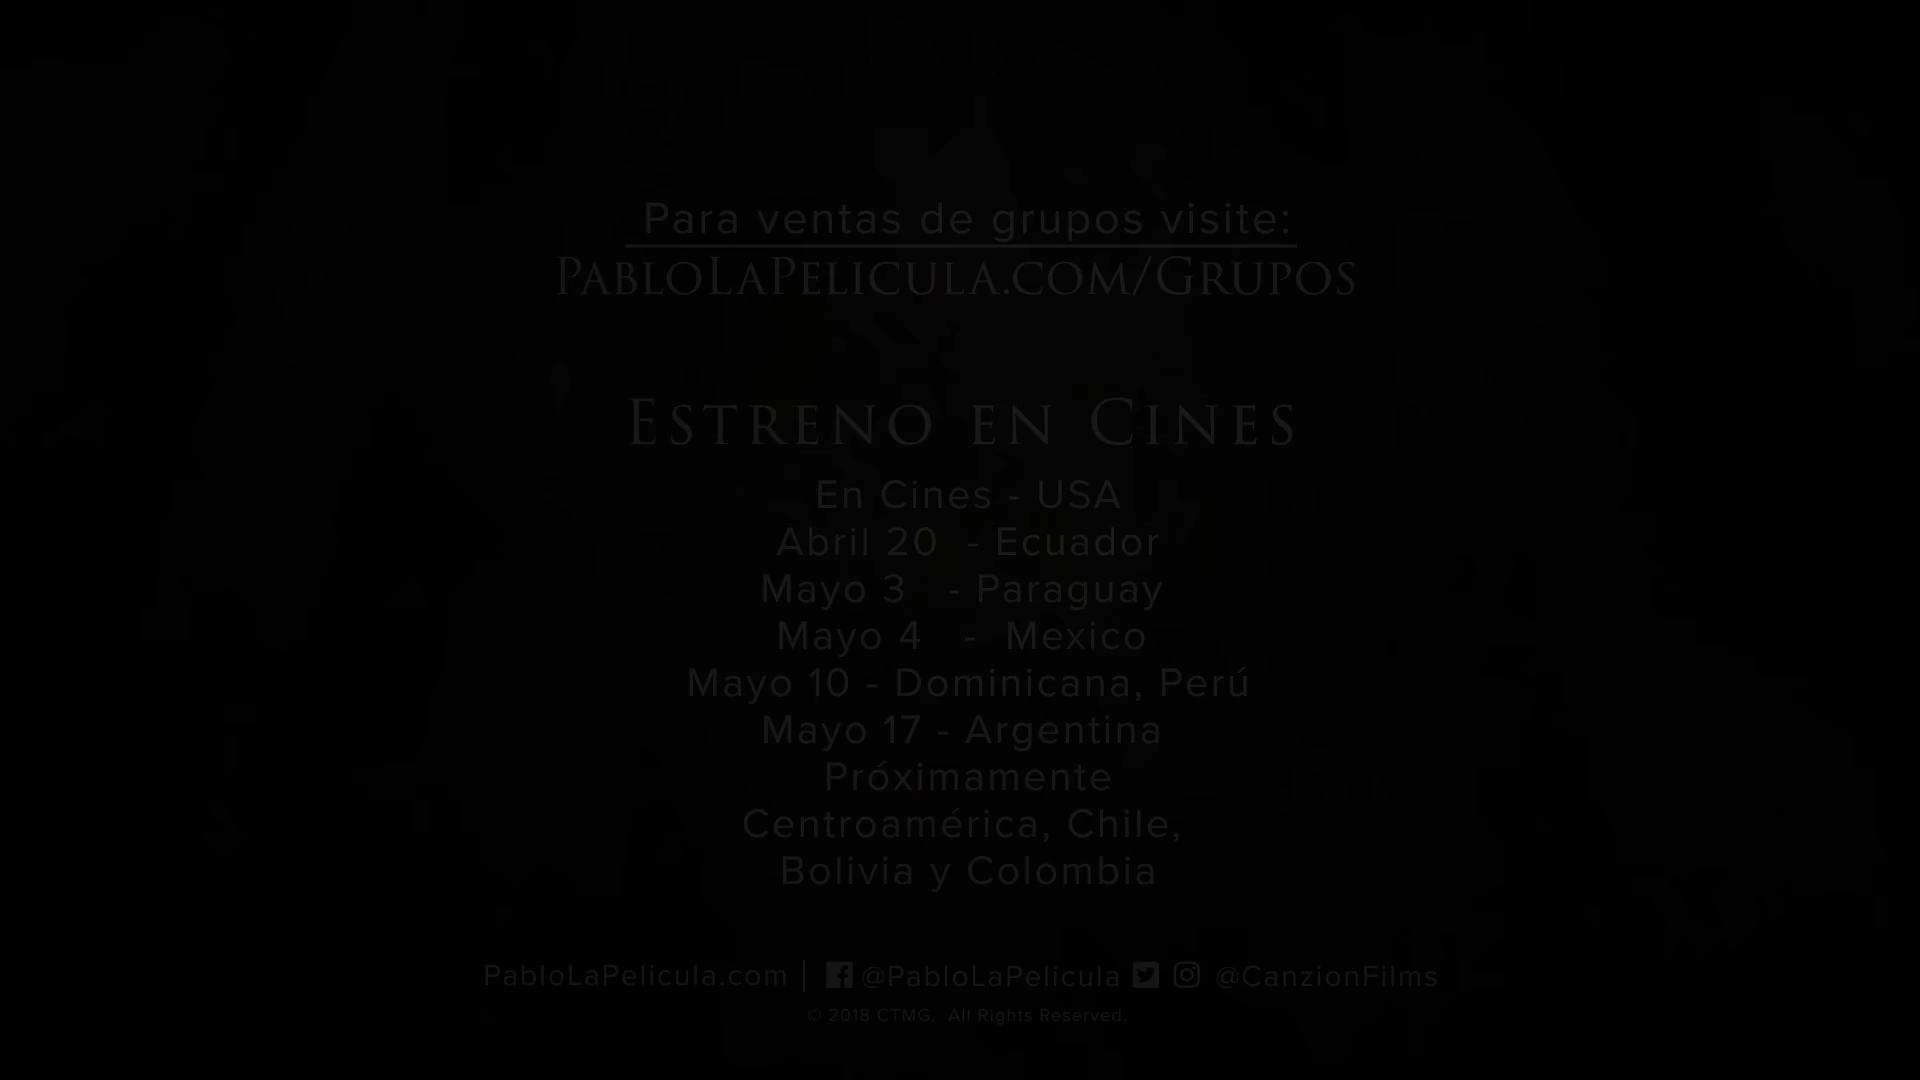 Para ventas de grupos visite:
PabloLaPelicula.com/Grupos
Estreno en Cines
En Cines - USA
Abril 20 - Ecuador
Mayo 3 - Paraguay
Mayo 4 - Mexico
Mayo 10 - Dominicana, Perú
Mayo 17 - Argentina
Próximamente
Centroamérica, Chile,
Bolivia y Colombia
PabloLaPelicula.com | @PabloLaPelicula @CanzionFilms
© 2018 CTMG. All Rights Reserved.